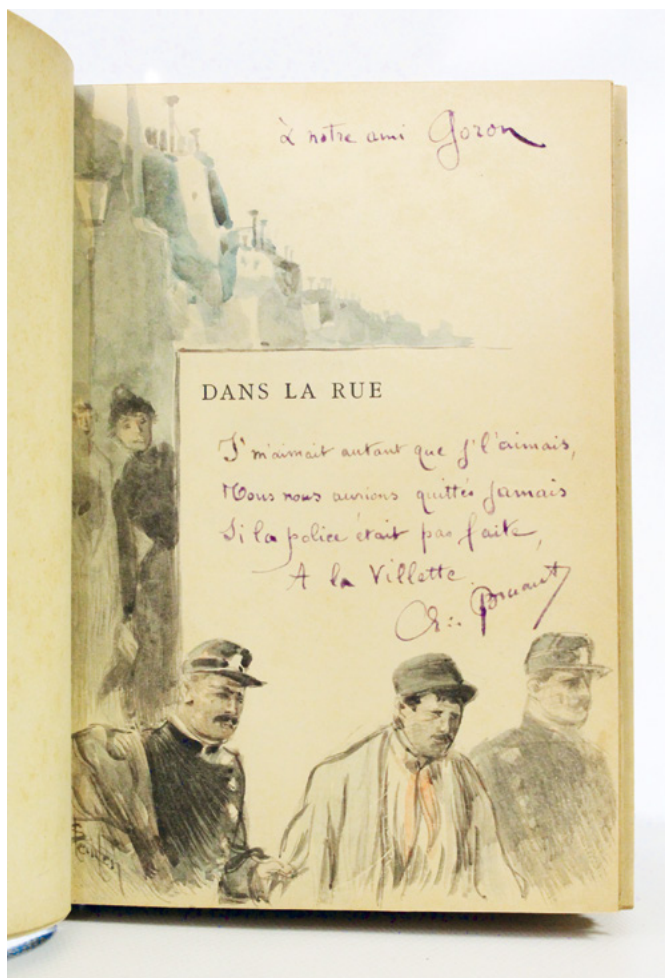 à notre ami Goron
DANS LA RUE
I' m'aimait autant que j' l'aimais,
Nous nous aurions quittés jamais
Si la police était pas faite,
A la Villette.
Bruant
Steinlen